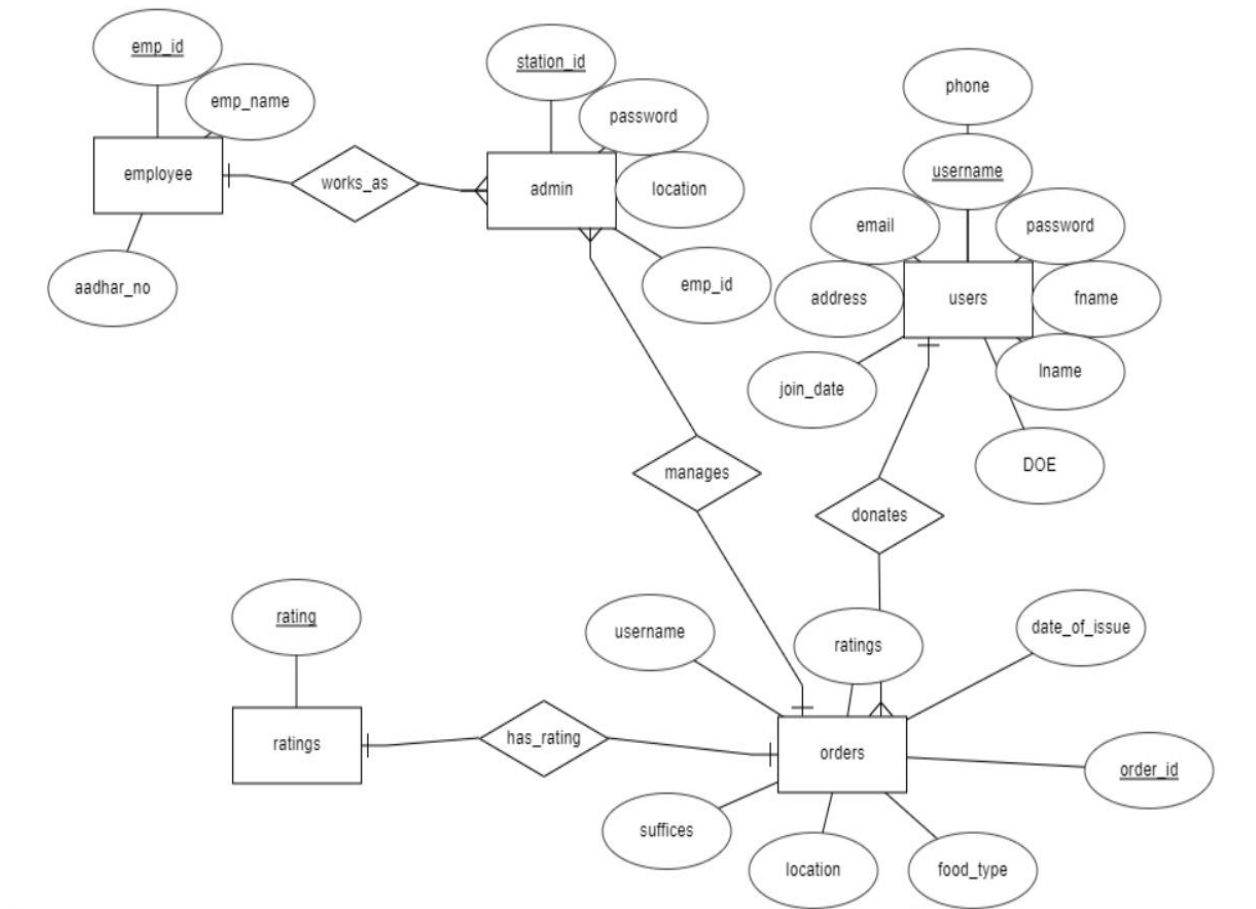 emp_id
emp_name
employee
aadhar_no
works_as
station_id
password
admin
location
emp_id
phone
username
email
password
address
users
fname
join_date
lname
DOE
manages
donates
rating
ratings
has_rating
username
ratings
date_of_issue
orders
order_id
suffices
location
food_type